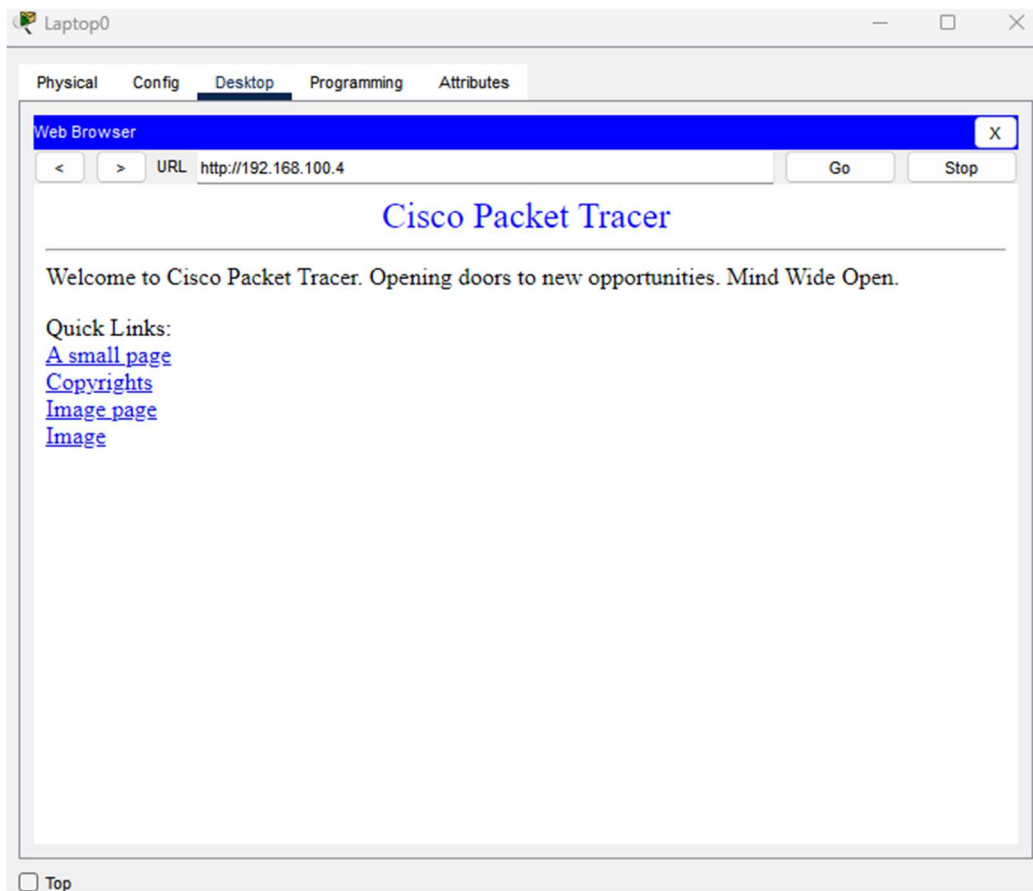 Laptop0
Physical Config Desktop Programming Attributes
Web Browser X
< > URL http://192.168.100.4 Go Stop
Cisco Packet Tracer
Welcome to Cisco Packet Tracer. Opening doors to new opportunities. Mind Wide Open.
Quick Links:
A small page
Copyrights
Image page
Image
Top